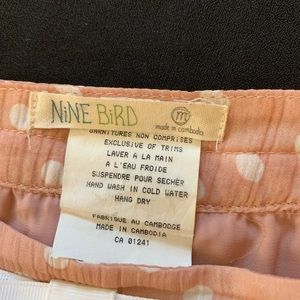 NiNE BiRD
m
made in cambodia
GARNITURES NON COMPRISES
EXCLUSIVE OF TRIMS
LAVER A LA MAIN
A L'EAU FROIDE
SUSPENDRE POUR SECHER
HAND WASH IN COLD WATER
HANG DRY
FABRIQUE AU CAMBODGE
MADE IN CAMBODIA
CA 01241